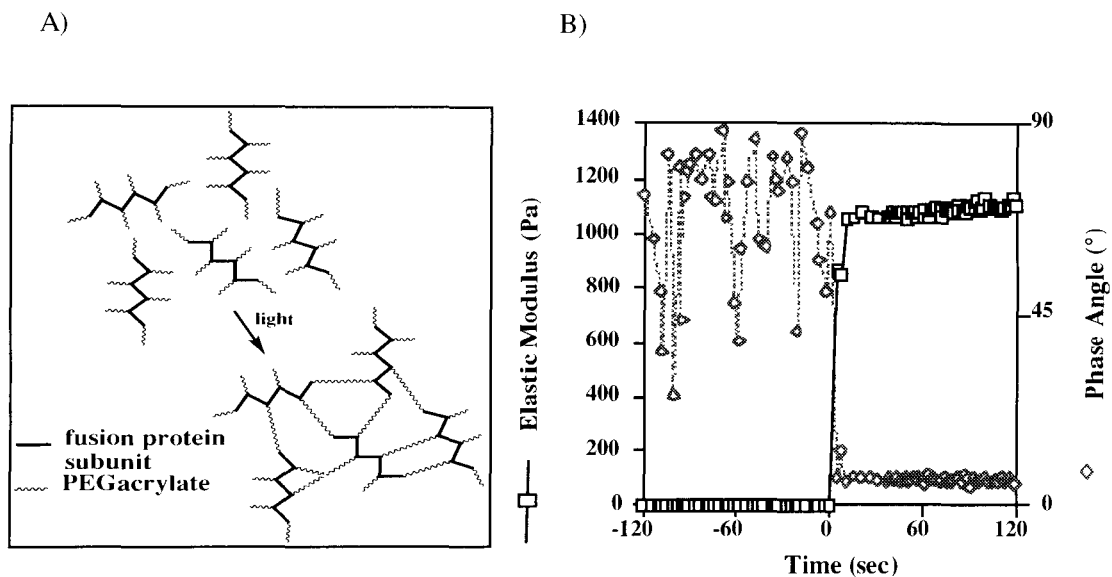 A)
B)
light
fusion protein
subunit
PEGacrylate
Elastic Modulus (Pa)
1400
1200
1000
800
600
400
200
0
90
45
0
Phase Angle (°)
-120
-60
0
60
120
Time (sec)